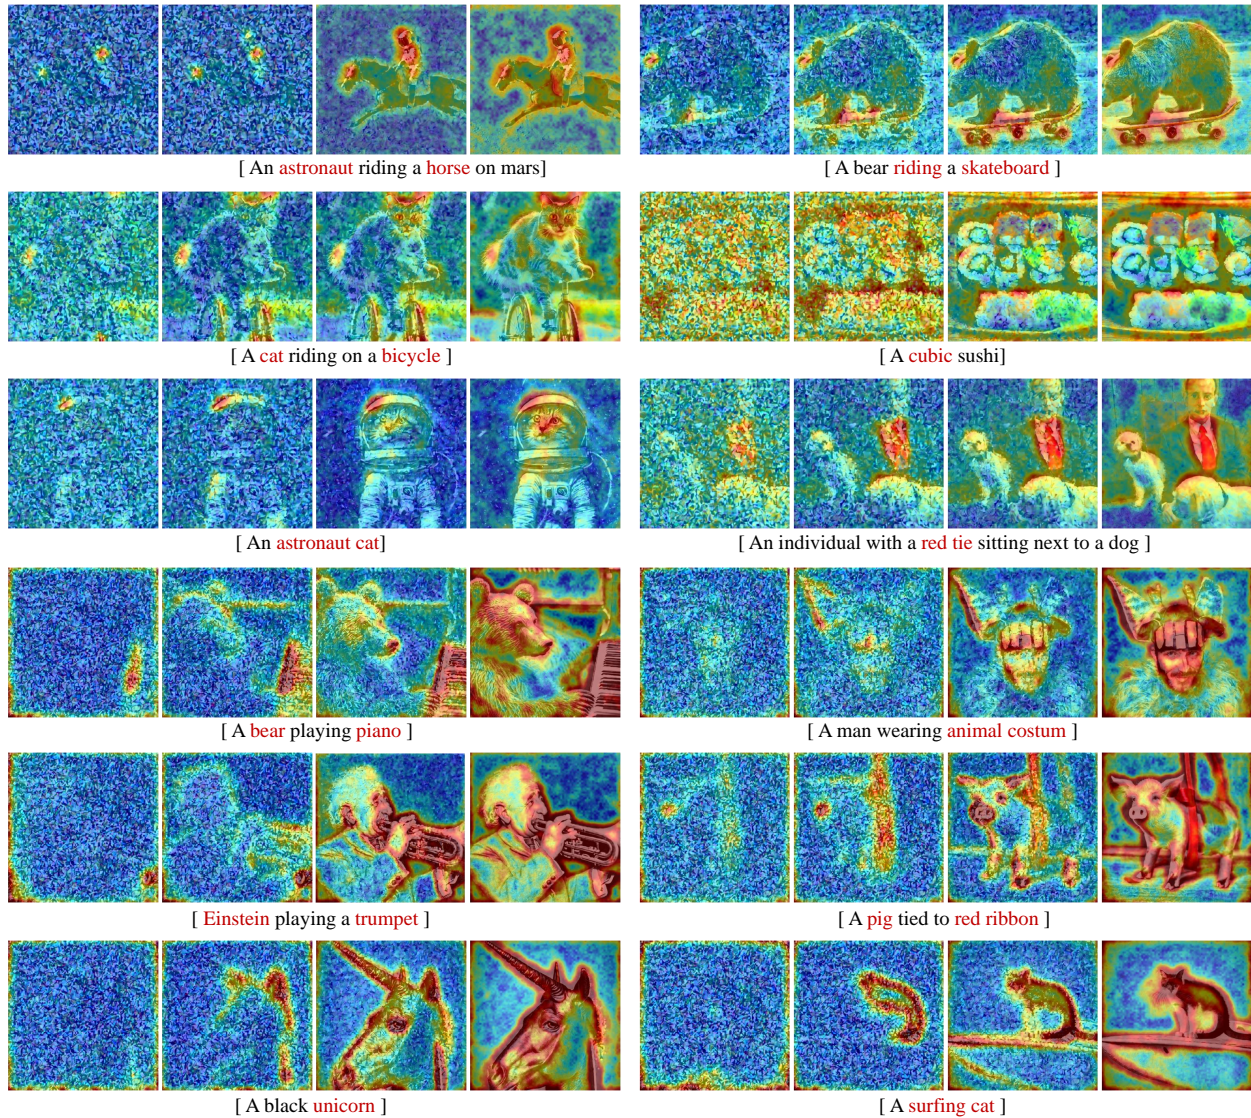 [ An astronaut riding a horse on mars]
[ A bear riding a skateboard ]
[ A cat riding on a bicycle ]
[ A cubic sushi]
[ An astronaut cat]
[ An individual with a red tie sitting next to a dog ]
[ A bear playing piano ]
[ A man wearing animal costum ]
[ Einstein playing a trumpet ]
[ A pig tied to red ribbon ]
[ A black unicorn ]
[ A surfing cat ]